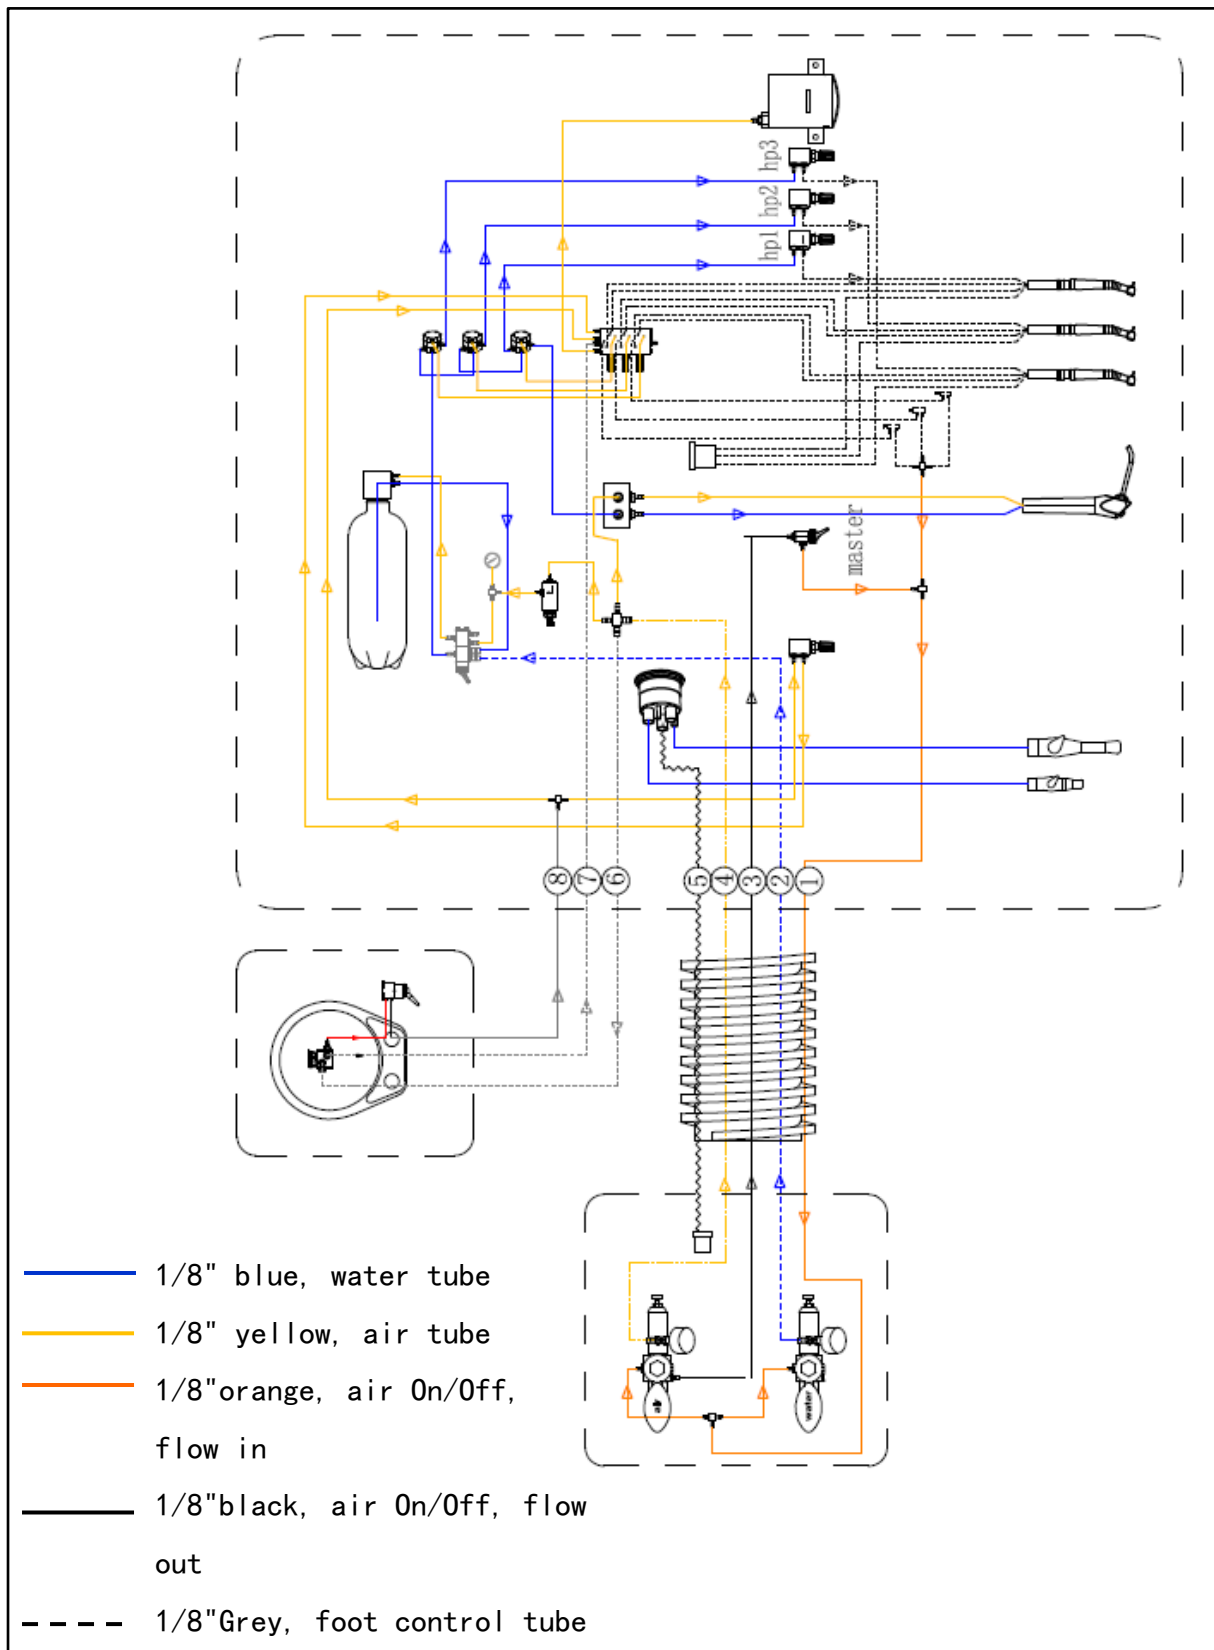 hp3
hp2
hp1
master
8
7
6
5
4
3
2
1
air
water
1/8" blue, water tube
1/8" yellow, air tube
1/8"orange, air On/Off,
flow in
1/8"black, air On/Off, flow
out
1/8"Grey, foot control tube